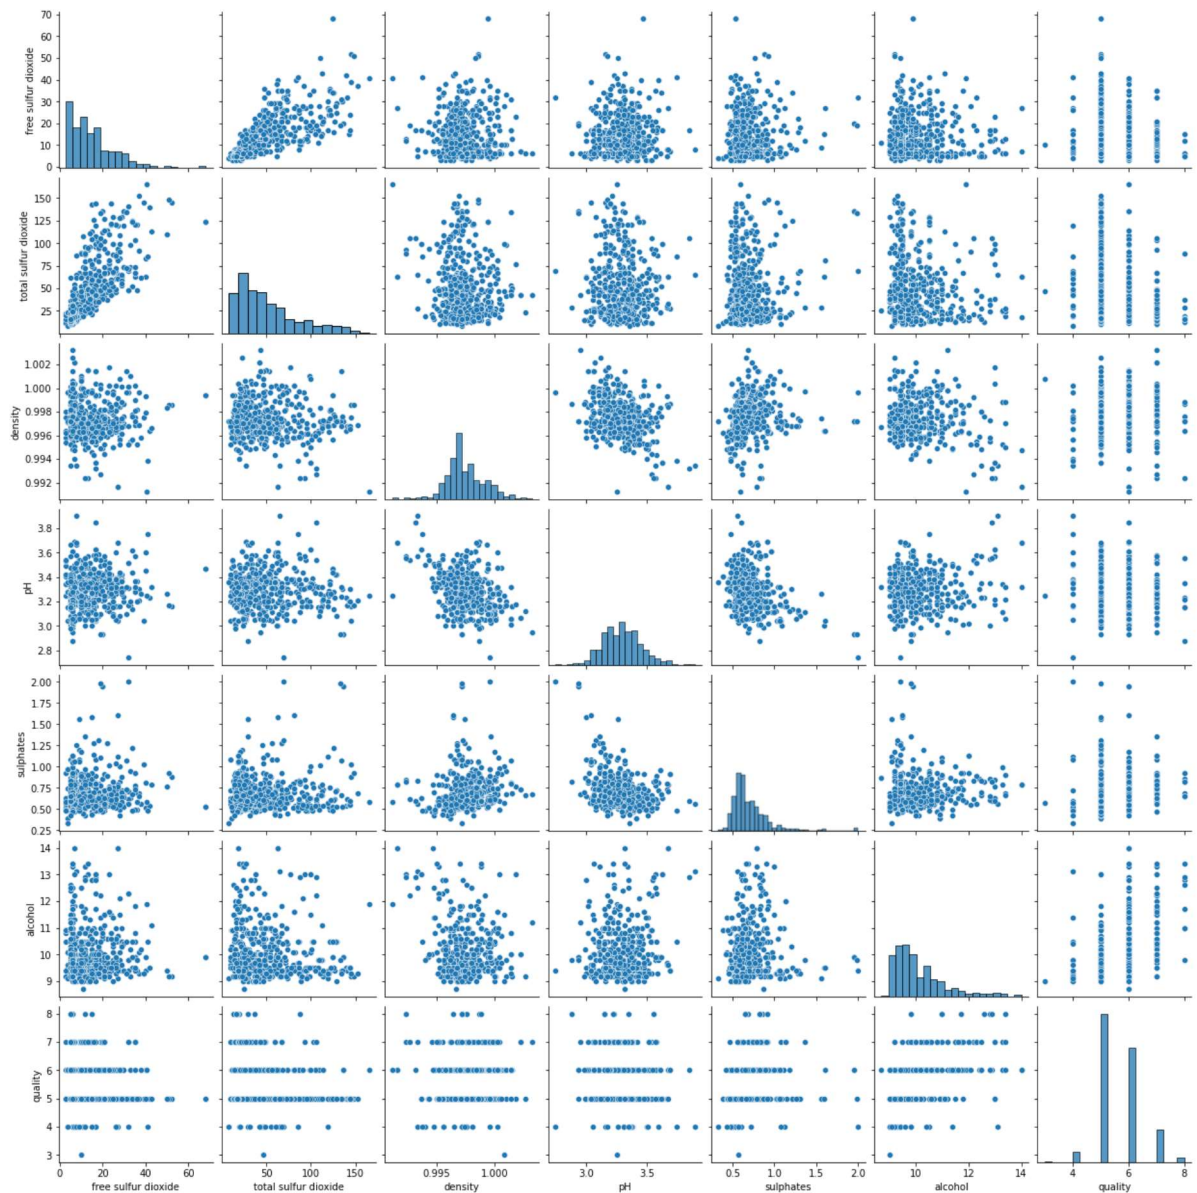 70
60
50
40
30
20
10
0
free sulfur dioxide
150
125
100
75
50
25
total sulfur dioxide
1.002
1.000
0.998
0.996
0.994
0.992
density
3.8
3.6
3.4
3.2
3.0
2.8
pH
2.00
1.75
1.50
1.25
1.00
0.75
0.50
0.25
sulphates
14
13
12
11
10
9
alcohol
8
7
6
5
4
3
quality
0 20 40 60
50 100 150
0.995 1.000
3.0 3.5
0.5 1.0 1.5 2.0
10 12 14
4 6 8
free sulfur dioxide
total sulfur dioxide
density
pH
sulphates
alcohol
quality